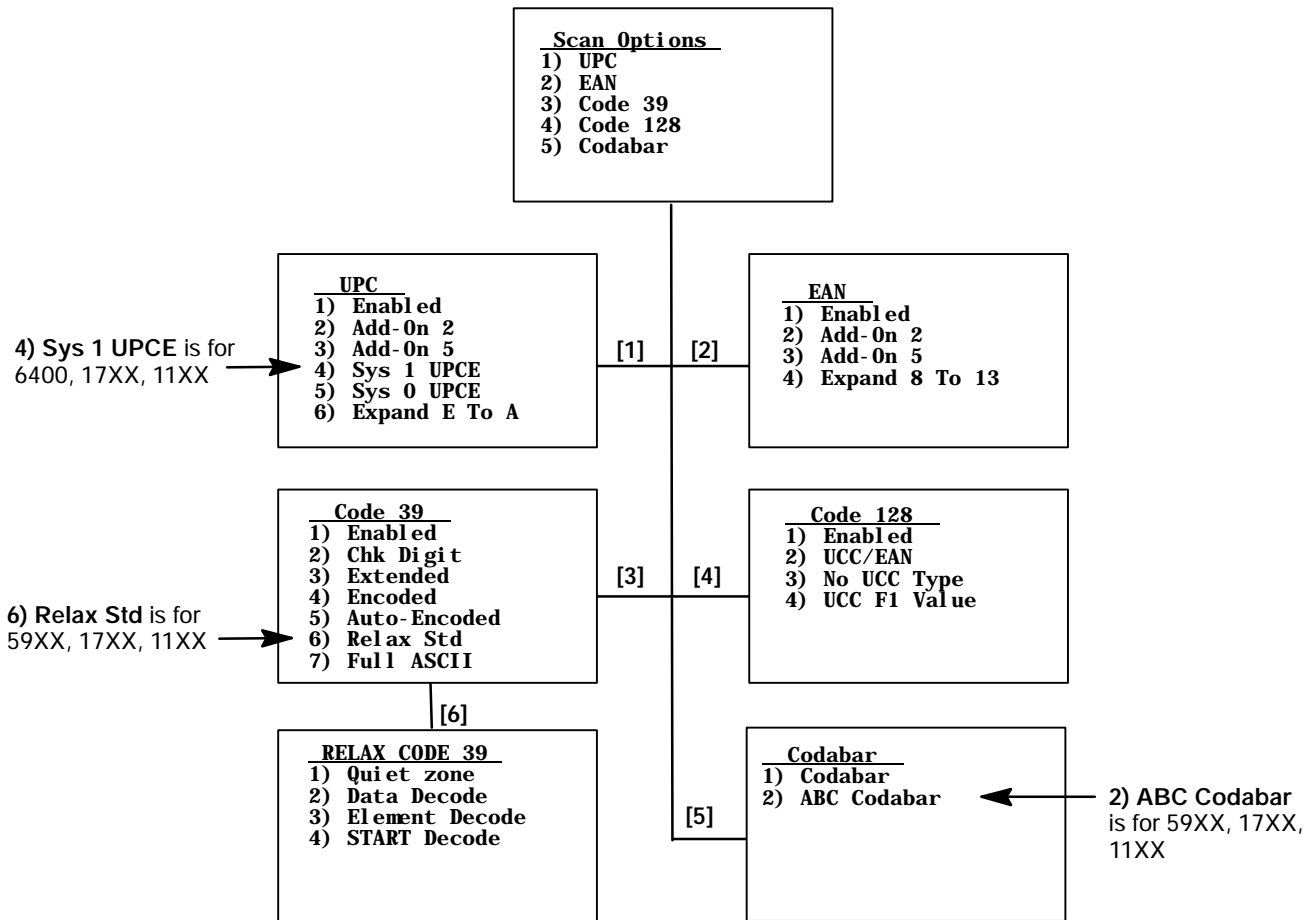 Scan Options
1) UPC
2) EAN
3) Code 39
4) Code 128
5) Codabar
UPC
1) Enabled
2) Add-On 2
3) Add-On 5
4) Sys 1 UPCE
5) Sys 0 UPCE
6) Expand E To A
4) Sys 1 UPCE is for
6400, 17XX, 11XX
[1]
[2]
EAN
1) Enabled
2) Add-On 2
3) Add-On 5
4) Expand 8 To 13
Code 39
1) Enabled
2) Chk Digit
3) Extended
4) Encoded
5) Auto-Encoded
6) Relax Std
7) Full ASCII
6) Relax Std is for
59XX, 17XX, 11XX
[3]
[4]
Code 128
1) Enabled
2) UCC/EAN
3) No UCC Type
4) UCC F1 Value
[6]
RELAX CODE 39
1) Quiet zone
2) Data Decode
3) Element Decode
4) START Decode
[5]
Codabar
1) Codabar
2) ABC Codabar
2) ABC Codabar
is for 59XX, 17XX,
11XX